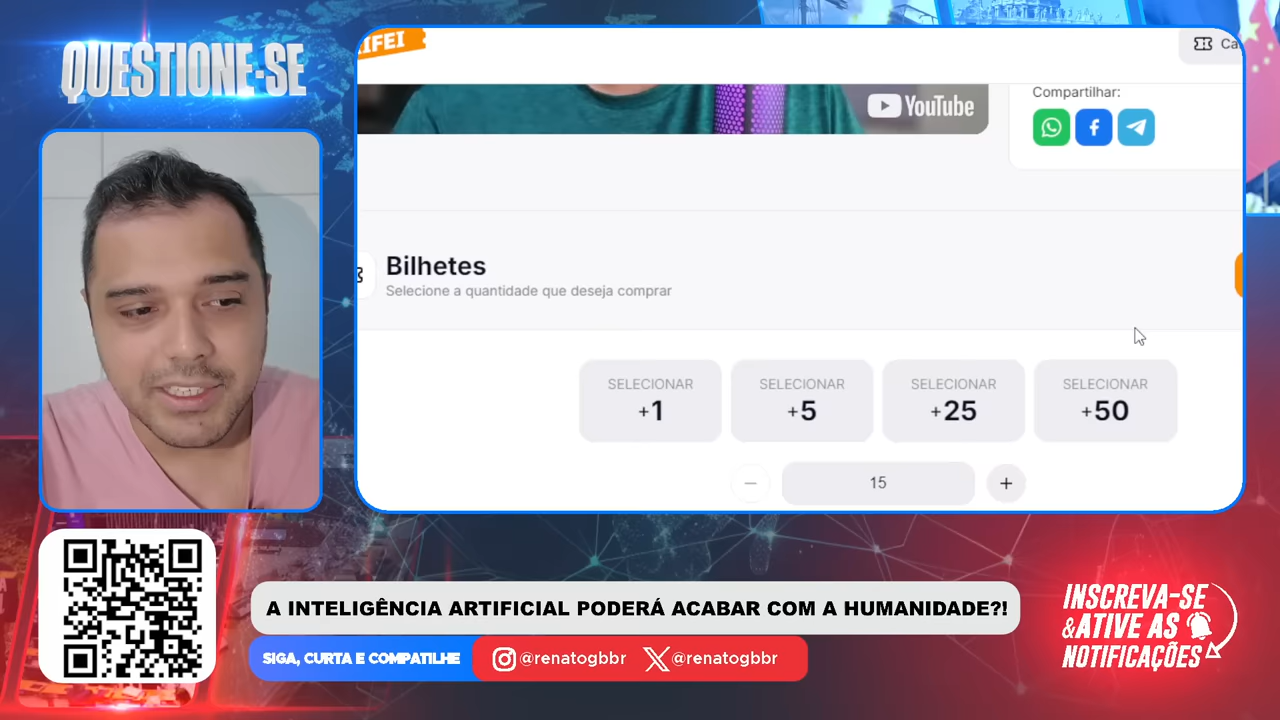 QUESTIONE-SE
IFEI
Ca
YouTube
Compartilhar:
Bilhetes
Selecione a quantidade que deseja comprar
SELECIONAR
+1
SELECIONAR
+5
SELECIONAR
+25
SELECIONAR
+50
−
15
+
A INTELIGÊNCIA ARTIFICIAL PODERÁ ACABAR COM A HUMANIDADE?!
SIGA, CURTA E COMPATILHE
@renatogbbr
@renatogbbr
INSCREVA-SE
&ATIVE AS
NOTIFICAÇÕES